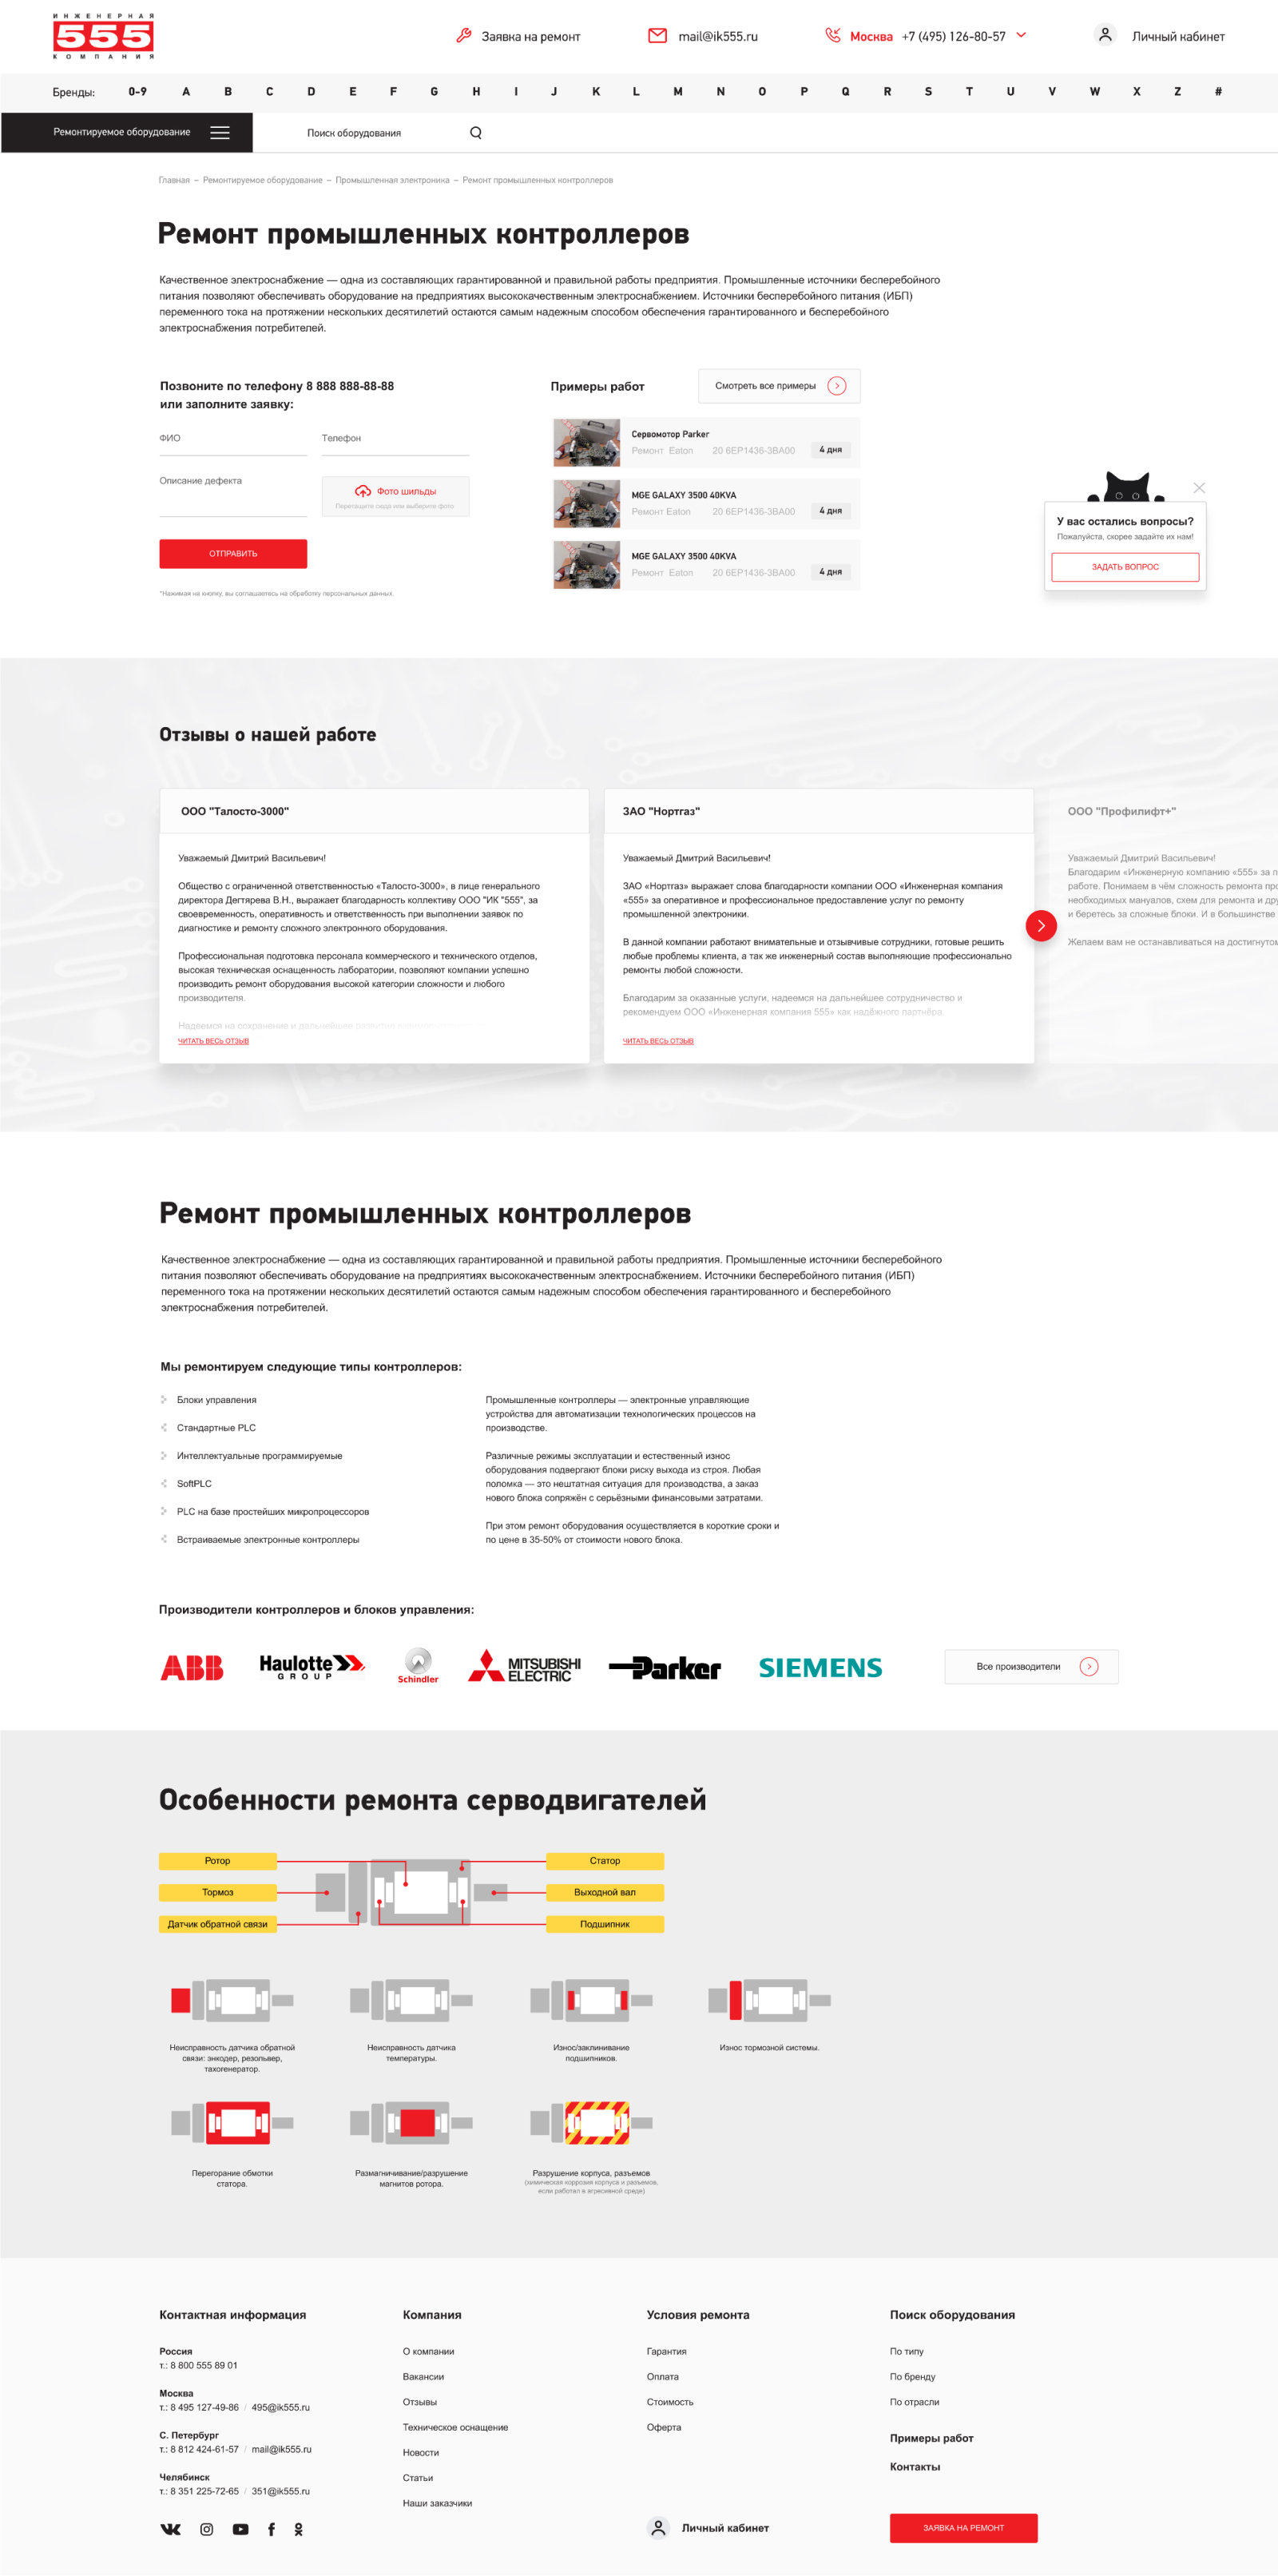 ИНЖЕНЕРНАЯ
555
КОМПАНИЯ
Заявка на ремонт
mail@ik555.ru
Москва +7 (495) 126-80-57
Личный кабинет
Бренды: 0-9 A B C D E F G H I J K L M N O P Q R S T U V W X Z #
Ремонтируемое оборудование
Поиск оборудования
Главная – Ремонтируемое оборудование – Промышленная электроника – Ремонт промышленных контроллеров
Ремонт промышленных контроллеров
Качественное электроснабжение — одна из составляющих гарантированной и правильной работы предприятия. Промышленные источники бесперебойного
питания позволяют обеспечивать оборудование на предприятиях высококачественным электроснабжением. Источники бесперебойного питания (ИБП)
переменного тока на протяжении нескольких десятилетий остаются самым надежным способом обеспечения гарантированного и бесперебойного
электроснабжения потребителей.
Позвоните по телефону 8 888 888-88-88
или заполните заявку:
ФИО
Телефон
Описание дефекта
Фото шильды
Перетащите сюда или выберите фото
ОТПРАВИТЬ
*Нажимая на кнопку, вы соглашаетесь на обработку персональных данных.
Примеры работ
Смотреть все примеры
Сервомотор Parker
Ремонт Eaton 20 6EP1436-3BA00 4 дня
MGE GALAXY 3500 40KVA
Ремонт Eaton 20 6EP1436-3BA00 4 дня
MGE GALAXY 3500 40KVA
Ремонт Eaton 20 6EP1436-3BA00 4 дня
У вас остались вопросы?
Пожалуйста, скорее задайте их нам!
ЗАДАТЬ ВОПРОС
Отзывы о нашей работе
ООО "Талосто-3000"
Уважаемый Дмитрий Васильевич!
Общество с ограниченной ответственностью «Талосто-3000», в лице генерального
директора Дегтярева В.Н., выражает благодарность коллективу ООО "ИК "555", за
своевременность, оперативность и ответственность при выполнении заявок по
диагностике и ремонту сложного электронного оборудования.
Профессиональная подготовка персонала коммерческого и технического отделов,
высокая техническая оснащенность лаборатории, позволяют компании успешно
производить ремонт оборудования высокой категории сложности и любого
производителя.
Надеемся на сохранение и дальнейшее развитие
ЧИТАТЬ ВЕСЬ ОТЗЫВ
ЗАО "Нортгаз"
Уважаемый Дмитрий Васильевич!
ЗАО «Нортгаз» выражает слова благодарности компании ООО «Инженерная компания
«555» за оперативное и профессиональное предоставление услуг по ремонту
промышленной электроники.
В данной компании работают внимательные и отзывчивые сотрудники, готовые решить
любые проблемы клиента, а так же инженерный состав выполняющие профессионально
ремонты любой сложности.
Благодарим за оказанные услуги, надеемся на дальнейшее сотрудничество и
рекомендуем ООО «Инженерная компания 555» как надёжного партнёра.
ЧИТАТЬ ВЕСЬ ОТЗЫВ
ООО "Профилифт+"
Уважаемый Дмитрий Васильевич!
Благодарим «Инженерную компанию «555» за п
работе. Понимаем в чём сложность ремонта про
необходимых мануалов, схем для ремонта и дру
и беретесь за сложные блоки. И в большинстве
Желаем вам не останавливаться на достигнутом
Ремонт промышленных контроллеров
Качественное электроснабжение — одна из составляющих гарантированной и правильной работы предприятия. Промышленные источники бесперебойного
питания позволяют обеспечивать оборудование на предприятиях высококачественным электроснабжением. Источники бесперебойного питания (ИБП)
переменного тока на протяжении нескольких десятилетий остаются самым надежным способом обеспечения гарантированного и бесперебойного
электроснабжения потребителей.
Мы ремонтируем следующие типы контроллеров:
Блоки управления
Стандартные PLC
Интеллектуальные программируемые
SoftPLC
PLC на базе простейших микропроцессоров
Встраиваемые электронные контроллеры
Промышленные контроллеры — электронные управляющие
устройства для автоматизации технологических процессов на
производстве.
Различные режимы эксплуатации и естественный износ
оборудования подвергают блоки риску выхода из строя. Любая
поломка — это нештатная ситуация для производства, а заказ
нового блока сопряжён с серьёзными финансовыми затратами.
При этом ремонт оборудования осуществляется в короткие сроки и
по цене в 35-50% от стоимости нового блока.
Производители контроллеров и блоков управления:
ABB
Haulotte
GROUP
Schindler
MITSUBISHI
ELECTRIC
Parker
SIEMENS
Все производители
Особенности ремонта серводвигателей
Ротор
Статор
Тормоз
Выходной вал
Датчик обратной связи
Подшипник
Неисправность датчика обратной
связи: энкодер, резольвер,
тахогенератор.
Неисправность датчика
температуры.
Износ/заклинивание
подшипников.
Износ тормозной системы.
Перегорание обмотки
статора.
Размагничивание/разрушение
магнитов ротора.
Разрушение корпуса, разъемов
(химическая коррозия корпуса и разъемов,
если работал в агресивной среде)
Контактная информация
Россия
т.: 8 800 555 89 01
Москва
т.: 8 495 127-49-86 / 495@ik555.ru
С. Петербург
т.: 8 812 424-61-57 / mail@ik555.ru
Челябинск
т.: 8 351 225-72-65 / 351@ik555.ru
Компания
О компании
Вакансии
Отзывы
Техническое оснащение
Новости
Статьи
Наши заказчики
Условия ремонта
Гарантия
Оплата
Стоимость
Оферта
Личный кабинет
Поиск оборудования
По типу
По бренду
По отрасли
Примеры работ
Контакты
ЗАЯВКА НА РЕМОНТ